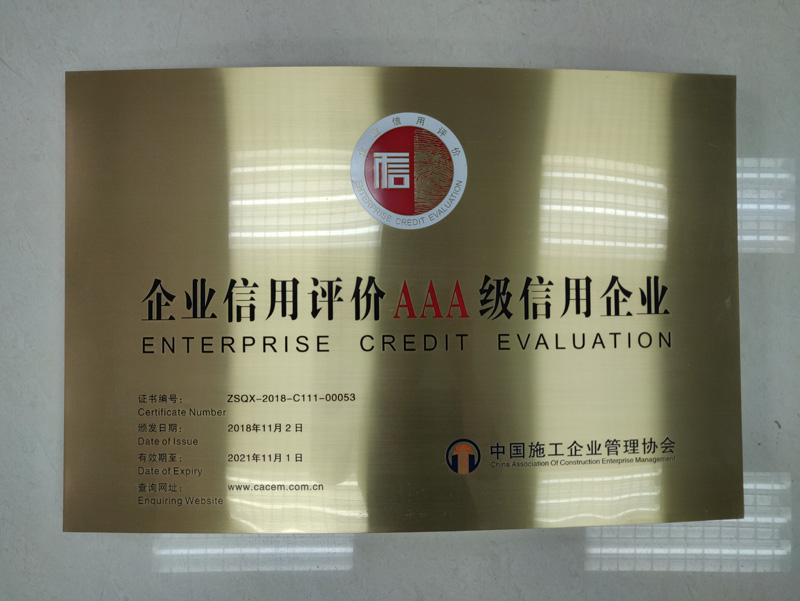 企业信用评价
信
ENTERPRISE CREDIT EVALUATION
企业信用评价AAA级信用企业
ENTERPRISE CREDIT EVALUATION
证书编号: ZSQX-2018-C111-00053
Certificate Number
颁发日期: 2018年11月2日
Date of Issue
有效期至: 2021年11月1日
Date of Expiry
查询网址: www.cacem.com.cn
Enquiring Website
中国施工企业管理协会
China Association Of Construction Enterprise Management